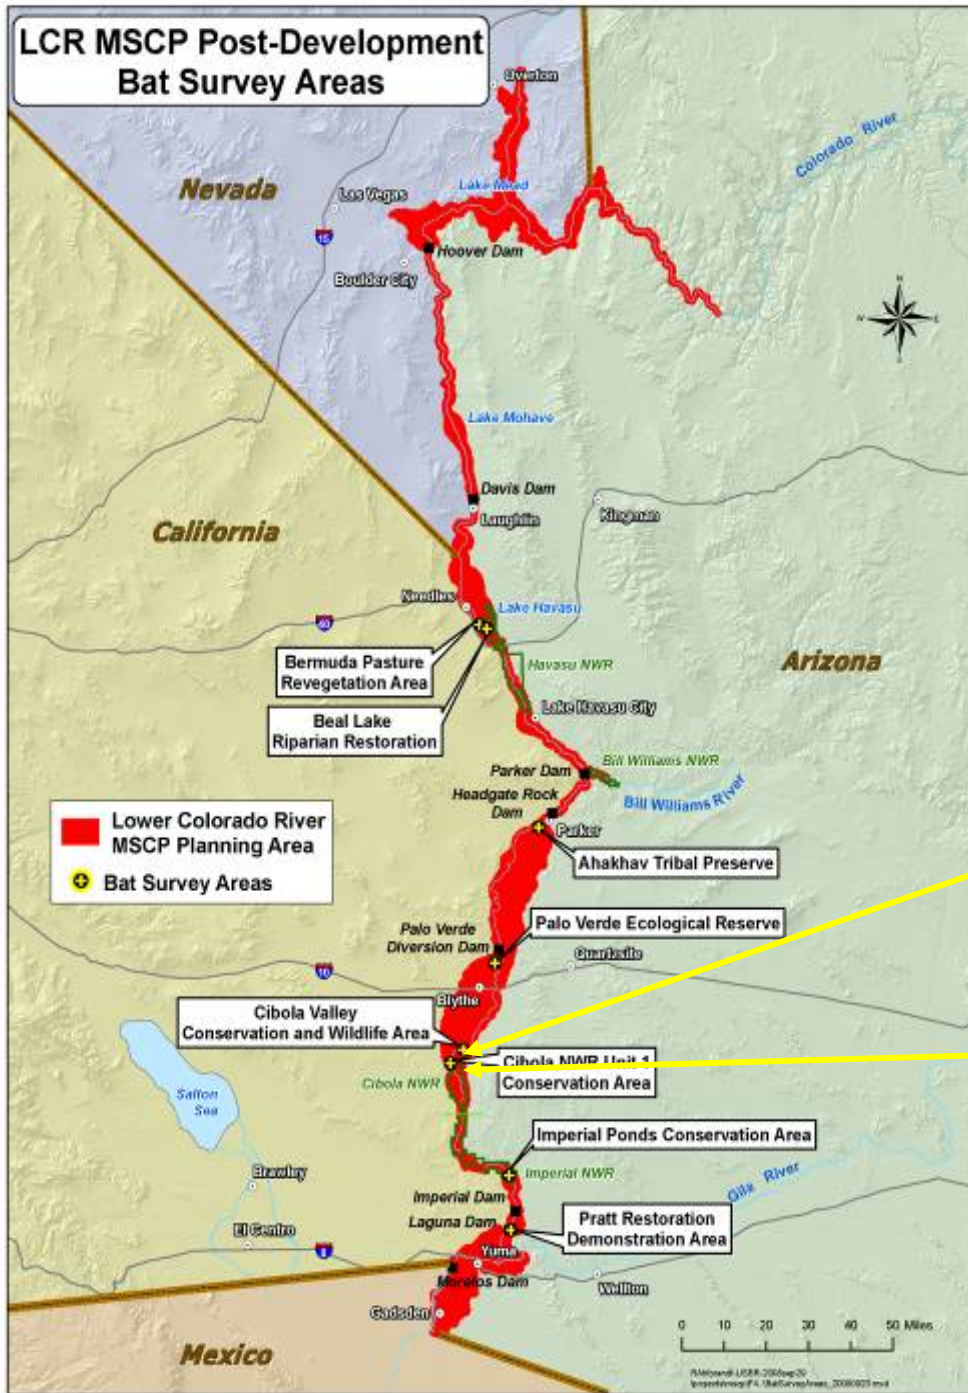 LCR MSCP Post-Development
Bat Survey Areas
Overton
Colorado River
Nevada
Las Vegas
Lake Mead
15
Hoover Dam
Boulder City
N
W
E
S
Lake Mohave
Davis Dam
Laughlin
Kingman
California
Needles
Lake Havasu
40
Bermuda Pasture
Revegetation Area
Havasu NWR
Arizona
Beal Lake
Riparian Restoration
Lake Havasu City
Parker Dam
Bill Williams NWR
Headgate Rock
Dam
Bill Williams River
Lower Colorado River
MSCP Planning Area
Parker
Ahakhav Tribal Preserve
Bat Survey Areas
Palo Verde Ecological Reserve
Palo Verde
Diversion Dam
Quartzsite
10
Blythe
Cibola Valley
Conservation and Wildlife Area
Cibola NWR Unit 1
Conservation Area
Cibola NWR
Salton
Sea
Imperial Ponds Conservation Area
Imperial NWR
Brawley
Gila River
Imperial Dam
Laguna Dam
Pratt Restoration
Demonstration Area
El Centro
8
Yuma
Morelos Dam
Wellton
Gadsden
Mexico
0 10 20 30 40 50 Miles